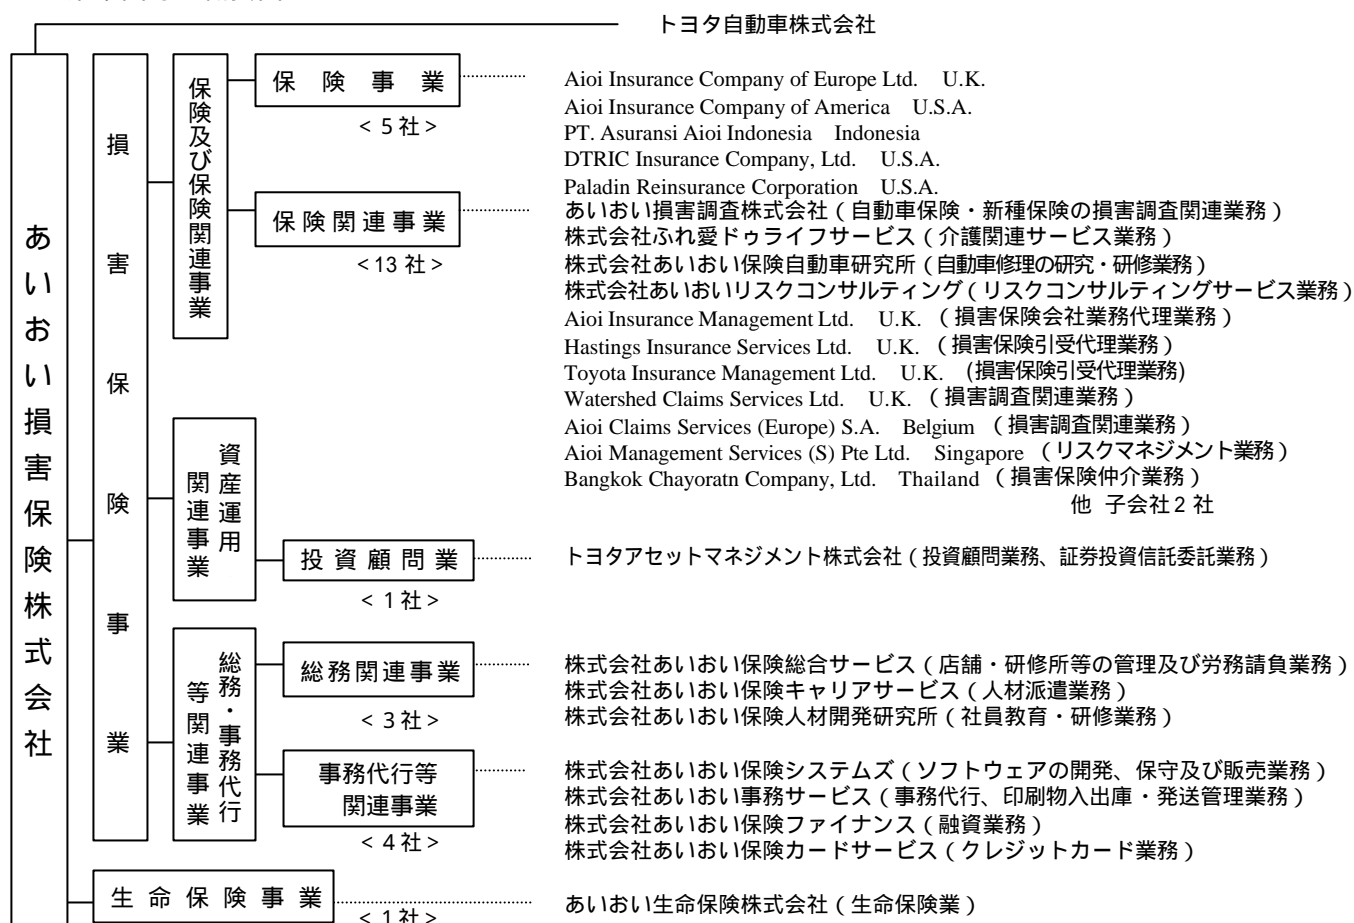 トヨタ自動車株式会社
あいおい損害保険株式会社
損害保険事業
保険及び保険関連事業
保険事業
<5社>
Aioi Insurance Company of Europe Ltd. U.K.
Aioi Insurance Company of America U.S.A.
PT. Asuransi Aioi Indonesia Indonesia
DTRIC Insurance Company, Ltd. U.S.A.
Paladin Reinsurance Corporation U.S.A.
保険関連事業
<13社>
あいおい損害調査株式会社(自動車保険・新種保険の損害調査関連業務)
株式会社ふれ愛ドゥライフサービス(介護関連サービス業務)
株式会社あいおい保険自動車研究所(自動車修理の研究・研修業務)
株式会社あいおいリスクコンサルティング(リスクコンサルティングサービス業務)
Aioi Insurance Management Ltd. U.K.(損害保険会社業務代理業務)
Hastings Insurance Services Ltd. U.K.(損害保険引受代理業務)
Toyota Insurance Management Ltd. U.K. (損害保険引受代理業務)
Watershed Claims Services Ltd. U.K.(損害調査関連業務)
Aioi Claims Services (Europe) S.A. Belgium(損害調査関連業務)
Aioi Management Services (S) Pte Ltd. Singapore(リスクマネジメント業務)
Bangkok Chayoratn Company, Ltd. Thailand(損害保険仲介業務)
他 子会社2社
資産運用
関連事業
投資顧問業
<1社>
トヨタアセットマネジメント株式会社(投資顧問業務、証券投資信託委託業務)
総務・事務代行
等関連事業
総務関連事業
<3社>
株式会社あいおい保険総合サービス(店舗・研修所等の管理及び労務請負業務)
株式会社あいおい保険キャリアサービス(人材派遣業務)
株式会社あいおい保険人材開発研究所(社員教育・研修業務)
事務代行等
関連事業
<4社>
株式会社あいおい保険システムズ(ソフトウェアの開発、保守及び販売業務)
株式会社あいおい事務サービス(事務代行、印刷物入出庫・発送管理業務)
株式会社あいおい保険ファイナンス(融資業務)
株式会社あいおい保険カードサービス(クレジットカード業務)
生命保険事業
<1社>
あいおい生命保険株式会社(生命保険業)